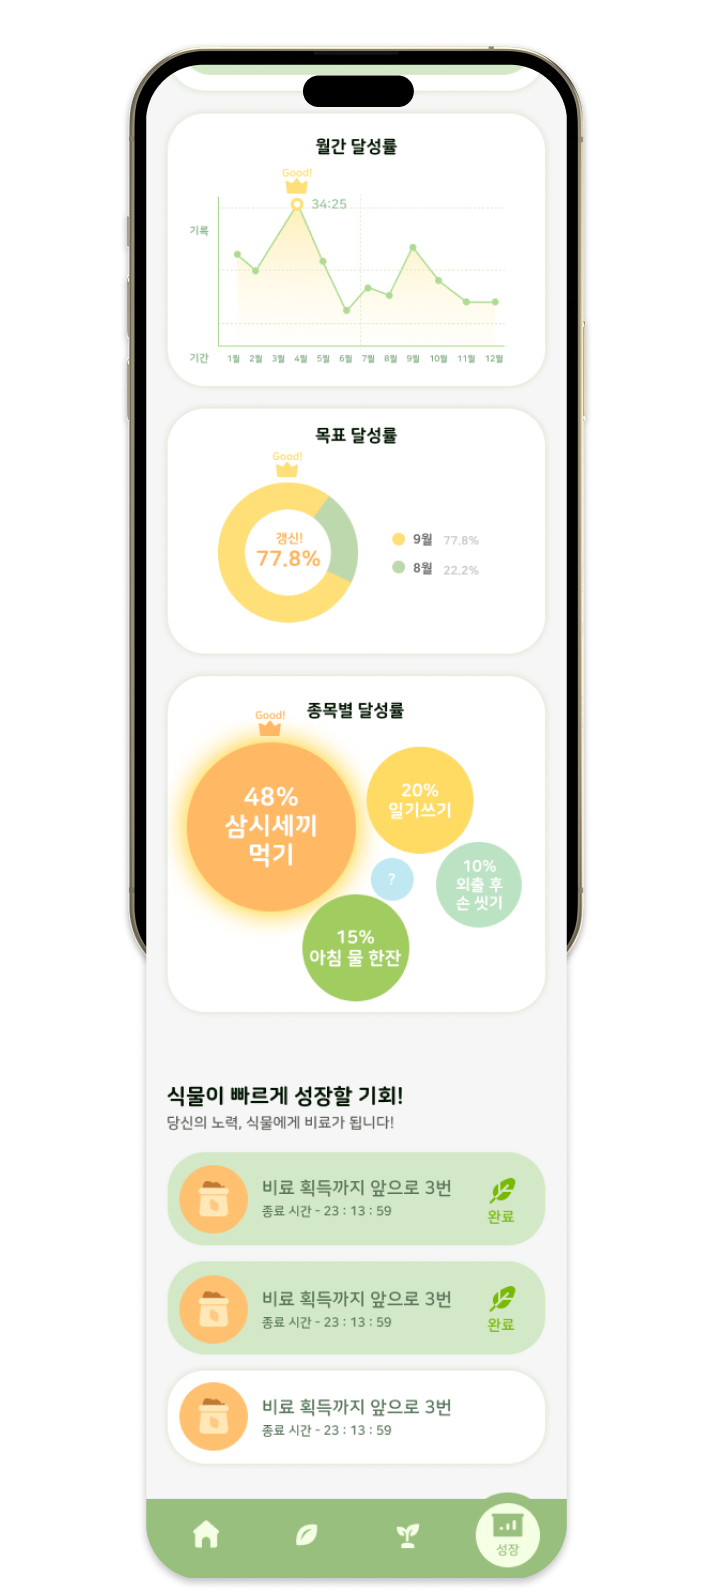 월간 달성률
Good!
34:25
기록
기간
1월 2월 3월 4월 5월 6월 7월 8월 9월 10월 11월 12월
목표 달성률
Good!
갱신!
77.8%
9월 77.8%
8월 22.2%
종목별 달성률
Good!
48%
삼시세끼
먹기
20%
일기쓰기
?
10%
외출 후
손 씻기
15%
아침 물 한잔
식물이 빠르게 성장할 기회!
당신의 노력, 식물에게 비료가 됩니다!
비료 획득까지 앞으로 3번
종료 시간 - 23 : 13 : 59
완료
비료 획득까지 앞으로 3번
종료 시간 - 23 : 13 : 59
완료
비료 획득까지 앞으로 3번
종료 시간 - 23 : 13 : 59
성장